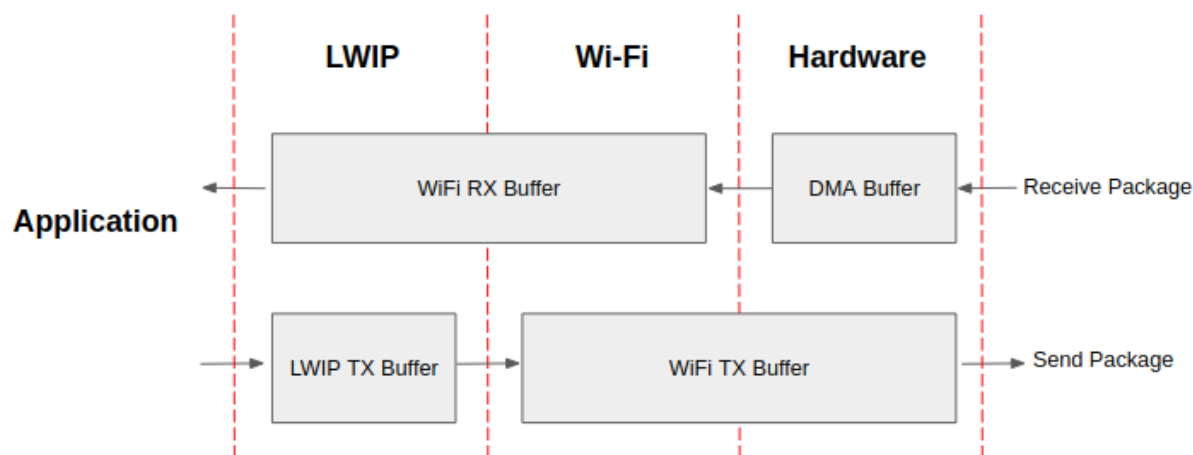 LWIP
Wi-Fi
Hardware
WiFi RX Buffer
DMA Buffer
Receive Package
Application
LWIP TX Buffer
WiFi TX Buffer
Send Package